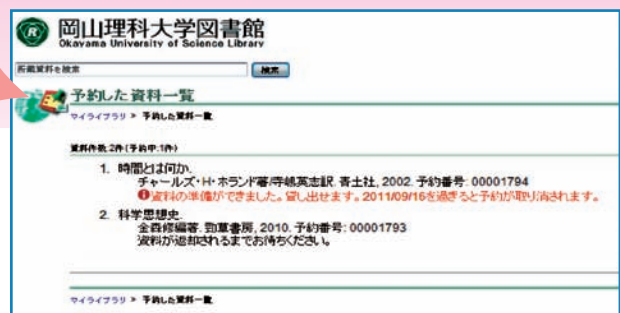 岡山理科大学図書館
Okayama University of Science Library
所蔵資料を検索 検索
予約した資料一覧
マイライブラリ > 予約した資料一覧
資料件数:2件(予約中:1件)
1. 時間とは何か.
チャールズ・H・ホランド著/寺嶋英志訳. 青土社, 2002. 予約番号: 00001794
資料の準備ができました。貸し出せます。2011/09/16を過ぎると予約が取り消されます。
2. 科学思想史.
金森修編著. 勁草書房, 2010. 予約番号: 00001793
資料が返却されるまでお待ちください。
マイライブラリ > 予約した資料一覧